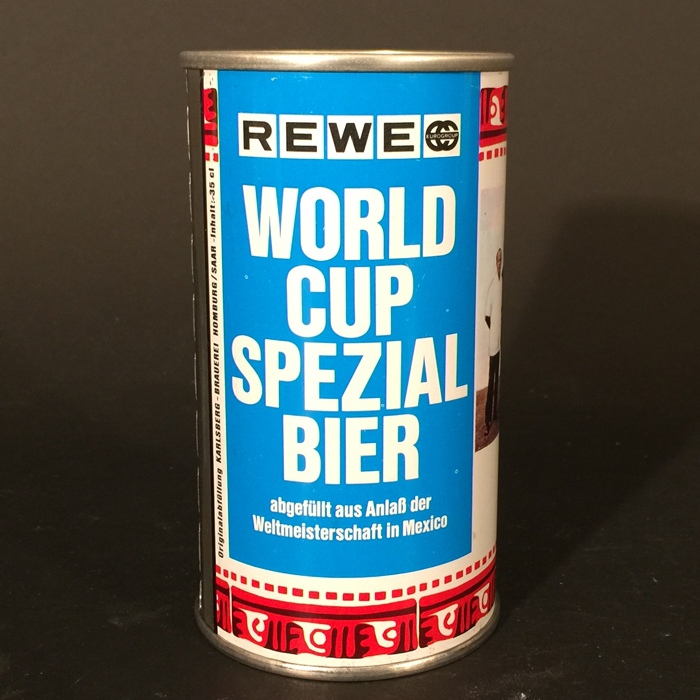 REWE EUROGROUP
WORLD
CUP
SPEZIAL
BIER
abgefüllt aus Anlaß der
Weltmeisterschaft in Mexico
Originalabfüllung KARLSBERG-BRAUEREI HOMBURG/SAAR-Inhalt:-35 cl